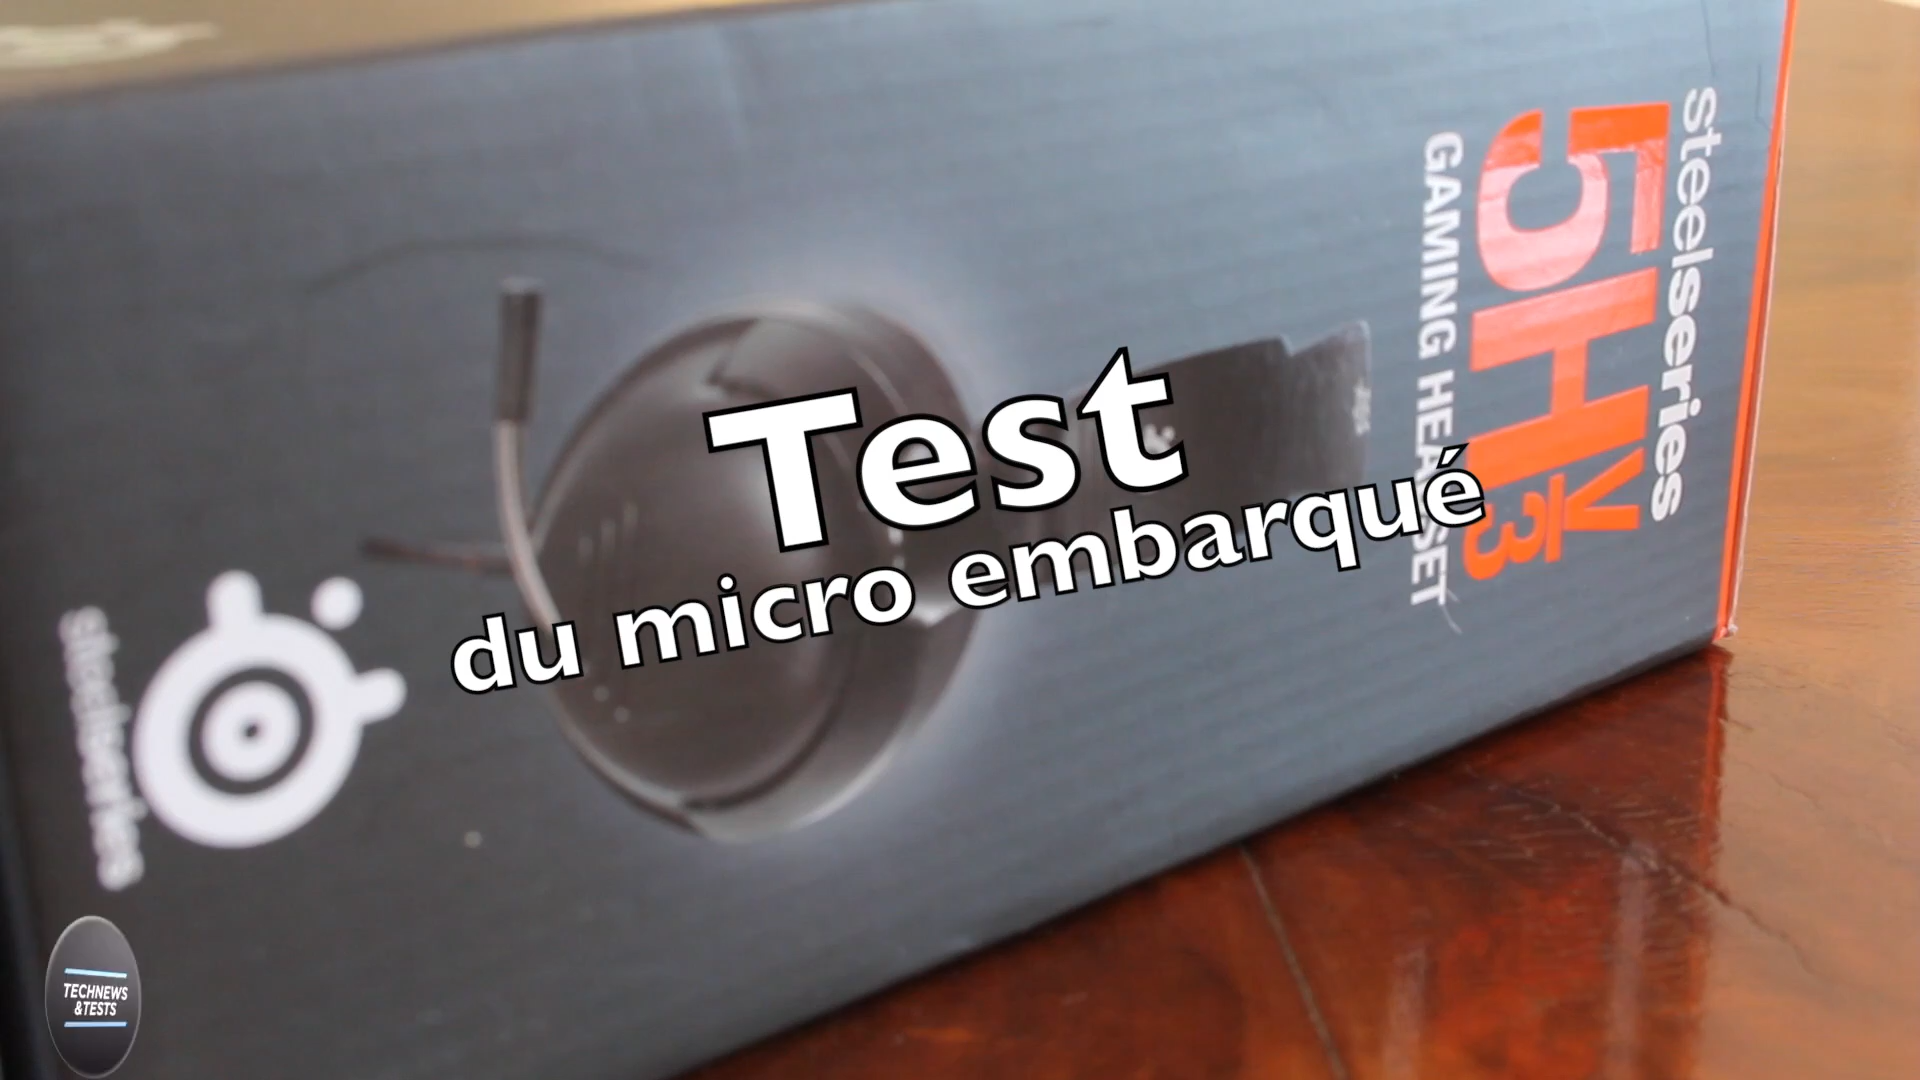 Test
du micro embarqué
steelseries
5Hv3
GAMING HEADSET
steelseries
TECHNEWS
&TESTS